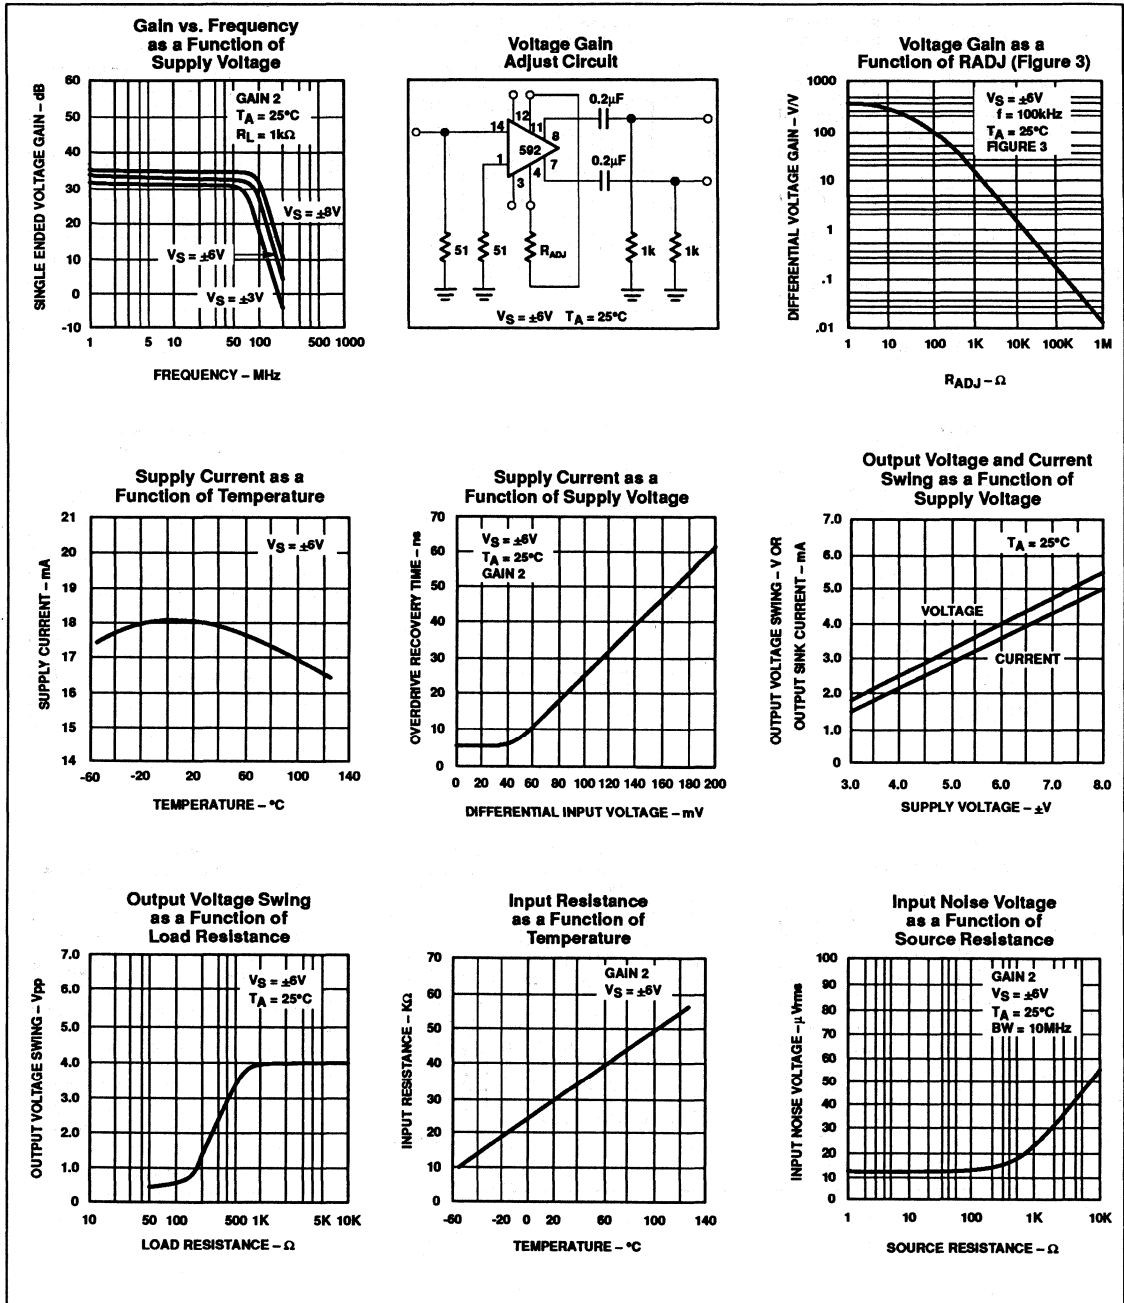 Gain vs. Frequency
as a Function of
Supply Voltage
SINGLE ENDED VOLTAGE GAIN – dB
60
50
40
30
20
10
0
-10
GAIN 2
TA = 25°C
RL = 1kΩ
VS = ±8V
VS = ±6V
VS = ±3V
1 5 10 50 100 500 1000
FREQUENCY – MHz
Voltage Gain
Adjust Circuit
14
12
11
8
592
1
7
4
3
0.2μF
0.2μF
51
51
RADJ
1k
1k
VS = ±6V TA = 25°C
Voltage Gain as a
Function of RADJ (Figure 3)
DIFFERENTIAL VOLTAGE GAIN – V/V
1000
100
10
1
.1
.01
VS = ±6V
f = 100kHz
TA = 25°C
FIGURE 3
1 10 100 1K 10K 100K 1M
RADJ – Ω
Supply Current as a
Function of Temperature
SUPPLY CURRENT – mA
21
20
19
18
17
16
15
14
VS = ±6V
-60 -20 0 20 60 100 140
TEMPERATURE – °C
Supply Current as a
Function of Supply Voltage
OVERDRIVE RECOVERY TIME – ns
70
60
50
40
30
20
10
0
VS = ±6V
TA = 25°C
GAIN 2
0 20 40 60 80 100 120 140 160 180 200
DIFFERENTIAL INPUT VOLTAGE – mV
Output Voltage and Current
Swing as a Function of
Supply Voltage
OUTPUT VOLTAGE SWING – V OR
OUTPUT SINK CURRENT – mA
7.0
6.0
5.0
4.0
3.0
2.0
1.0
0
TA = 25°C
VOLTAGE
CURRENT
3.0 4.0 5.0 6.0 7.0 8.0
SUPPLY VOLTAGE – ±V
Output Voltage Swing
as a Function of
Load Resistance
OUTPUT VOLTAGE SWING – Vpp
7.0
6.0
5.0
4.0
3.0
2.0
1.0
0
VS = ±6V
TA = 25°C
10 50 100 500 1K 5K 10K
LOAD RESISTANCE – Ω
Input Resistance
as a Function of
Temperature
INPUT RESISTANCE – KΩ
70
60
50
40
30
20
10
0
GAIN 2
VS = ±6V
-60 -20 0 20 60 100 140
TEMPERATURE – °C
Input Noise Voltage
as a Function of
Source Resistance
INPUT NOISE VOLTAGE – μVrms
100
90
80
70
60
50
40
30
20
10
0
GAIN 2
VS = ±6V
TA = 25°C
BW = 10MHz
1 10 100 1K 10K
SOURCE RESISTANCE – Ω